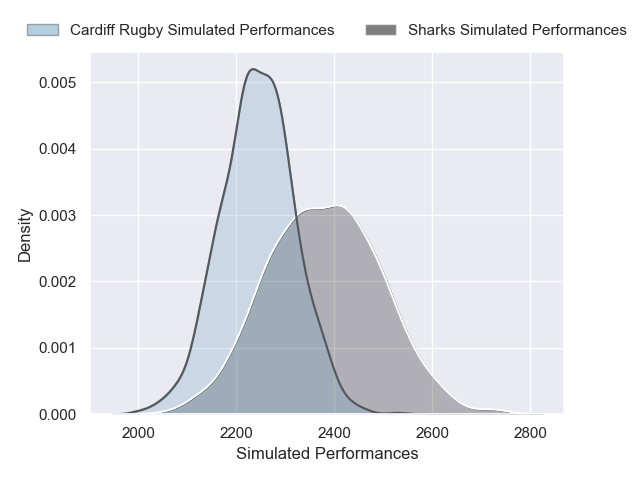 Cardiff Rugby Simulated Performances Sharks Simulated Performances
0.005
0.004
0.003
0.002
0.001
0.000
Density
2000 2200 2400 2600 2800
Simulated Performances